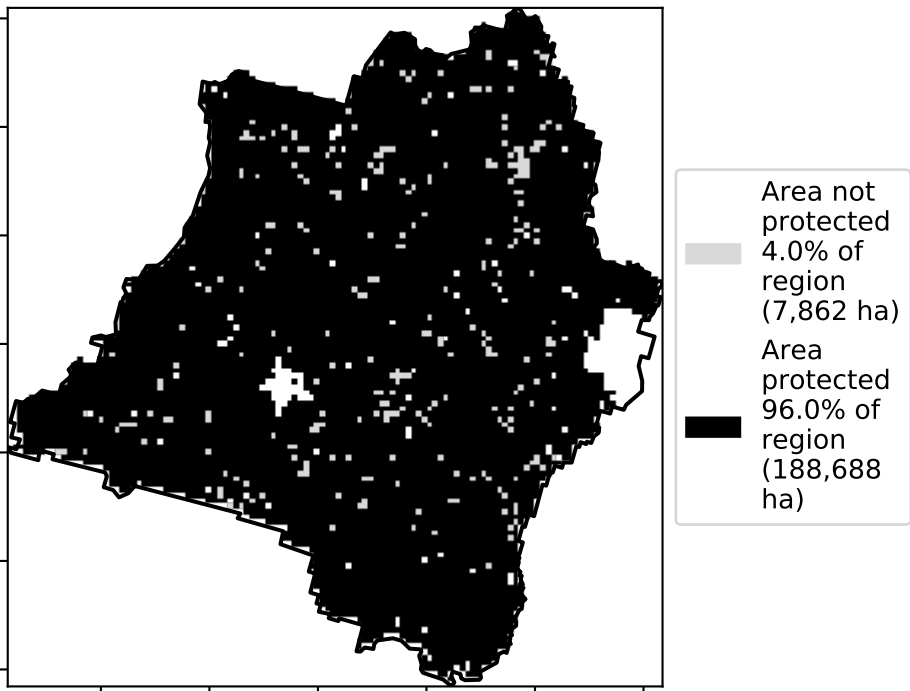 Area not
protected
4.0% of
region
(7,862 ha)
Area
protected
96.0% of
region
(188,688
ha)